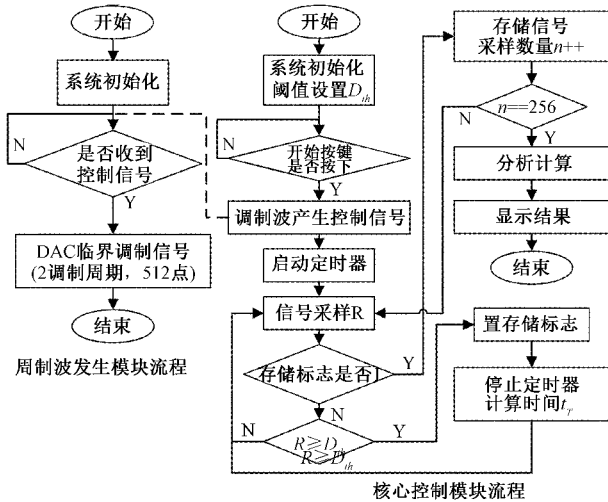 开始
系统初始化
N
是否收到
控制信号
Y
DAC临界调制信号
(2调制周期，512点)
结束
周制波发生模块流程
开始
系统初始化
阈值设置D_th
N
开始按键
是否按下
Y
调制波产生控制信号
启动定时器
信号采样R
存储标志是否1
Y
N
R≥D_th
R≥D_th
N
Y
存储信号
采样数量n++
n==256
N
Y
分析计算
显示结果
结束
置存储标志
停止定时器
计算时间t_r
核心控制模块流程